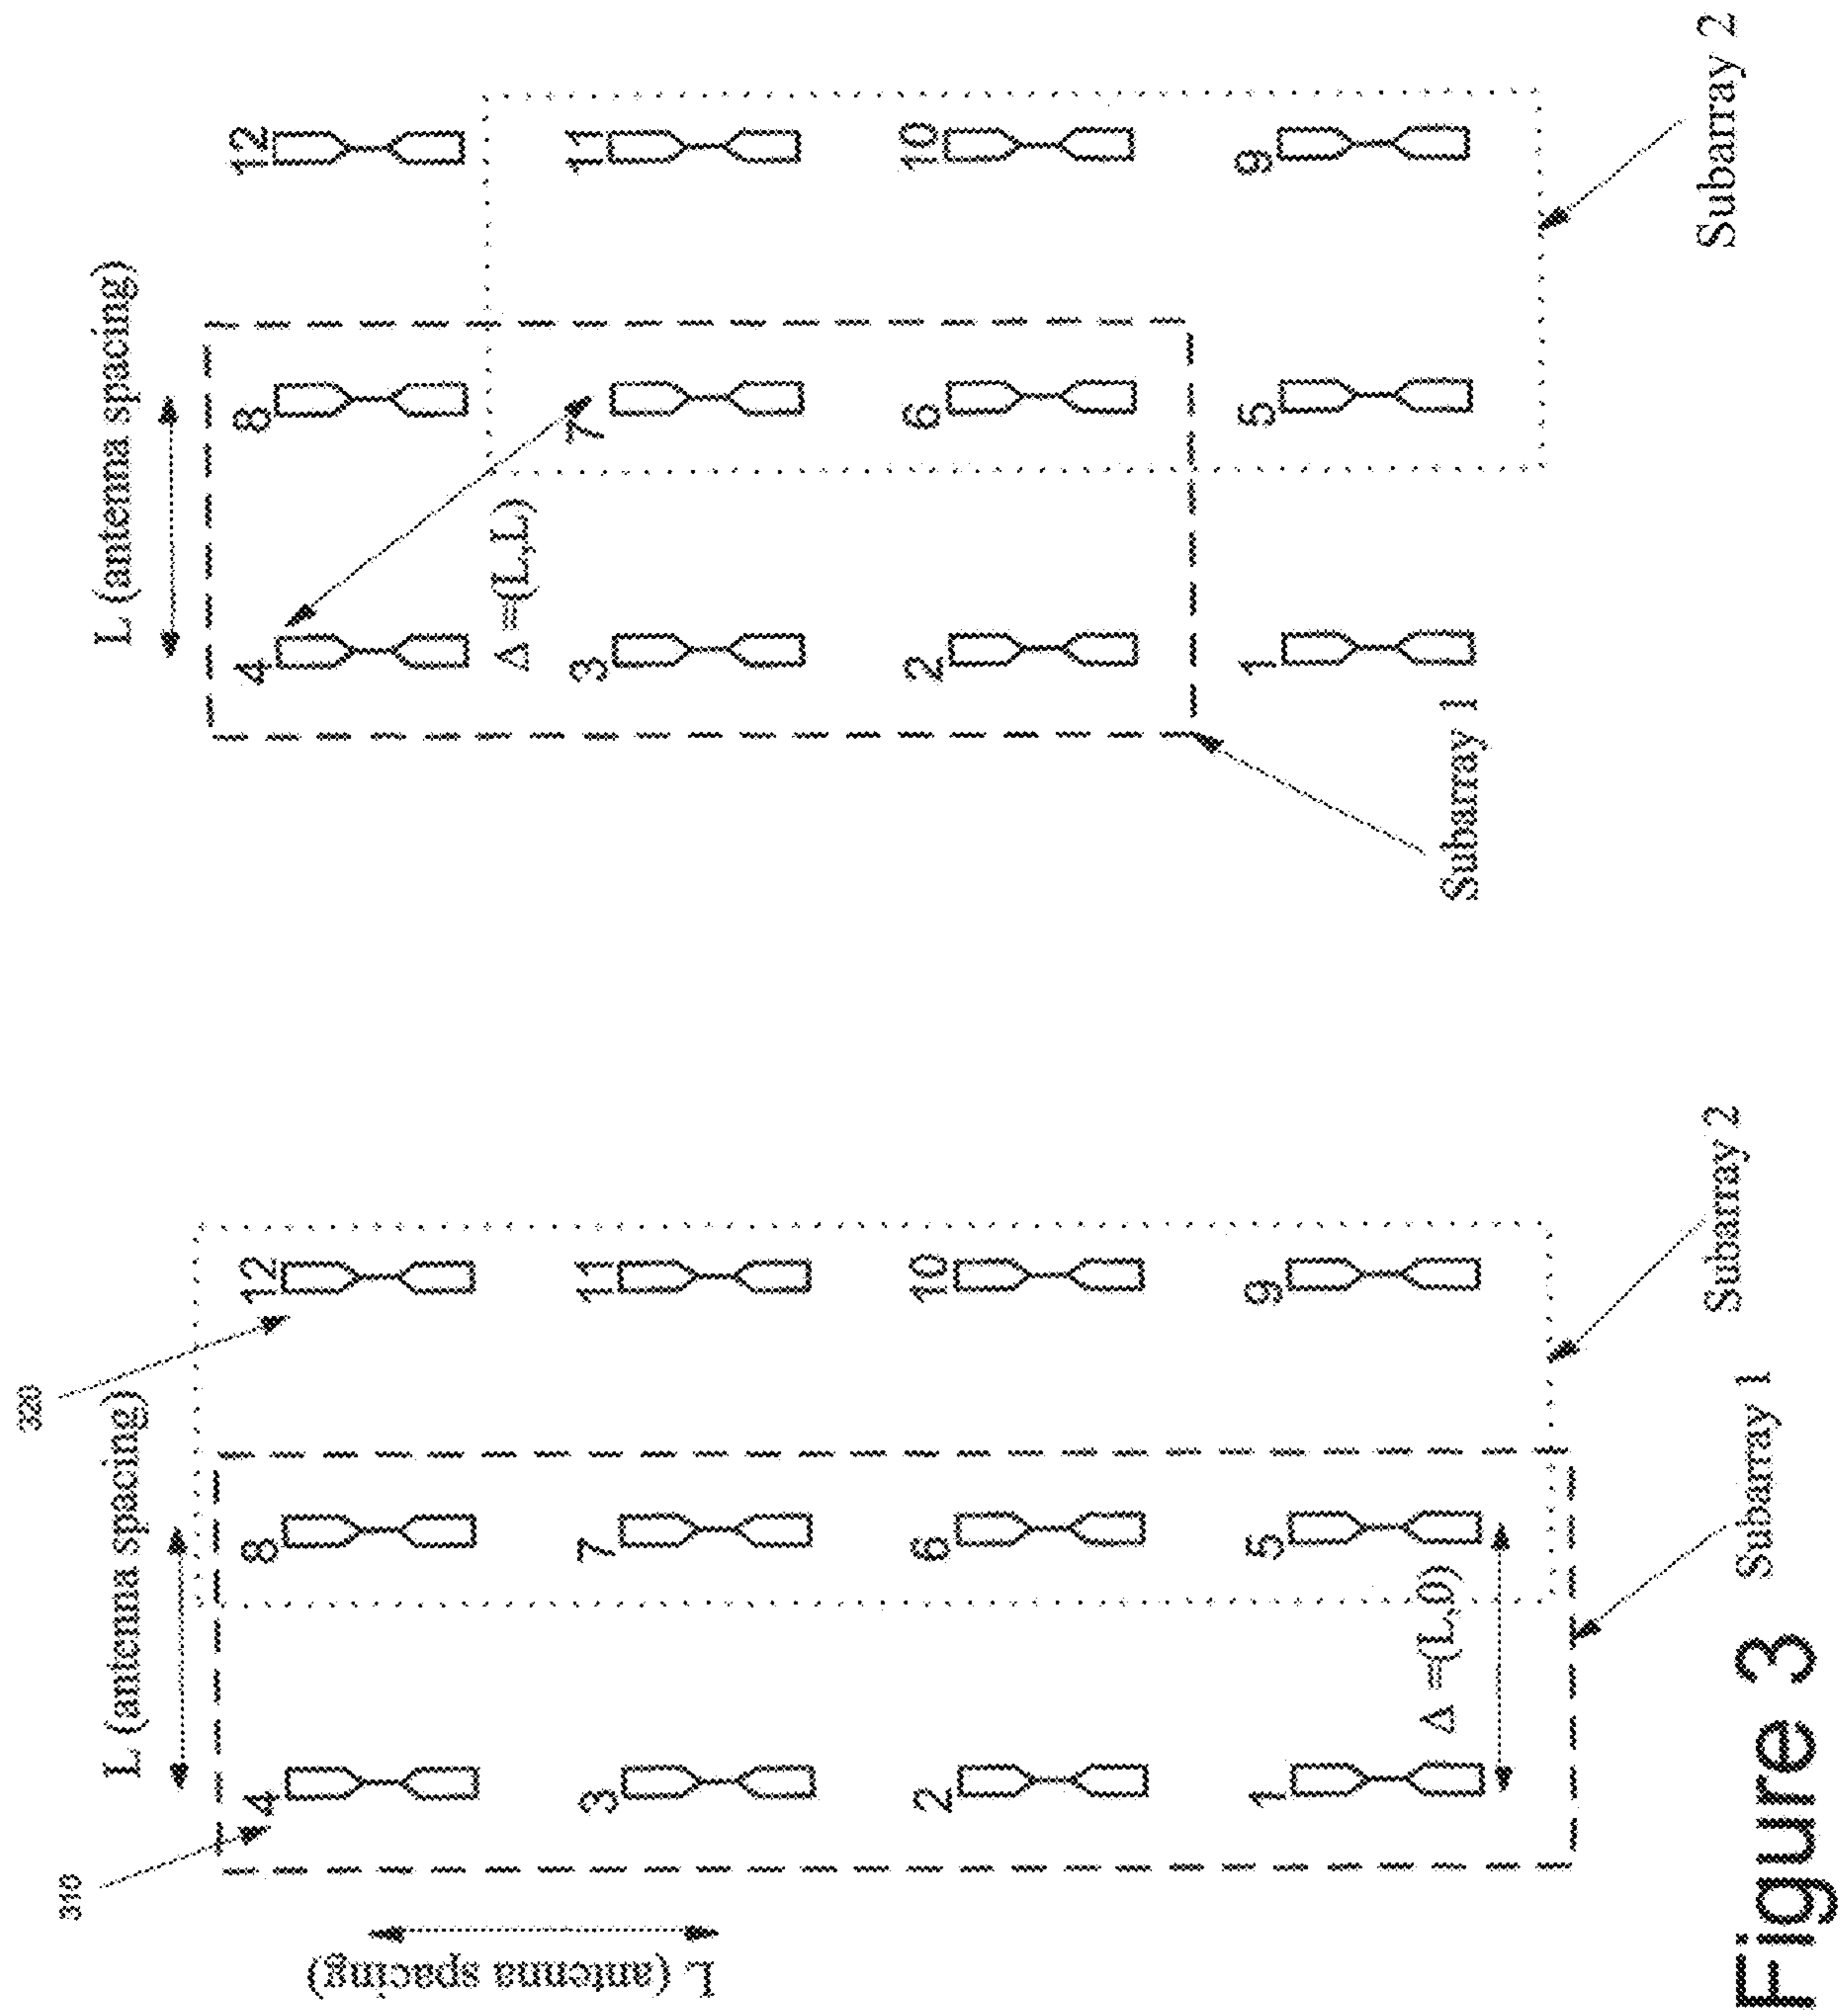 310
320
L (antenna spacing)
L (antenna spacing)
4
8
12
3
7
11
2
6
10
1
5
9
Δ =(L,0)
Subarray 1
Subarray 2
L (antenna spacing)
4
8
12
Δ =(L,L)
3
7
11
2
6
10
1
5
9
Subarray 1
Subarray 2
Figure 3